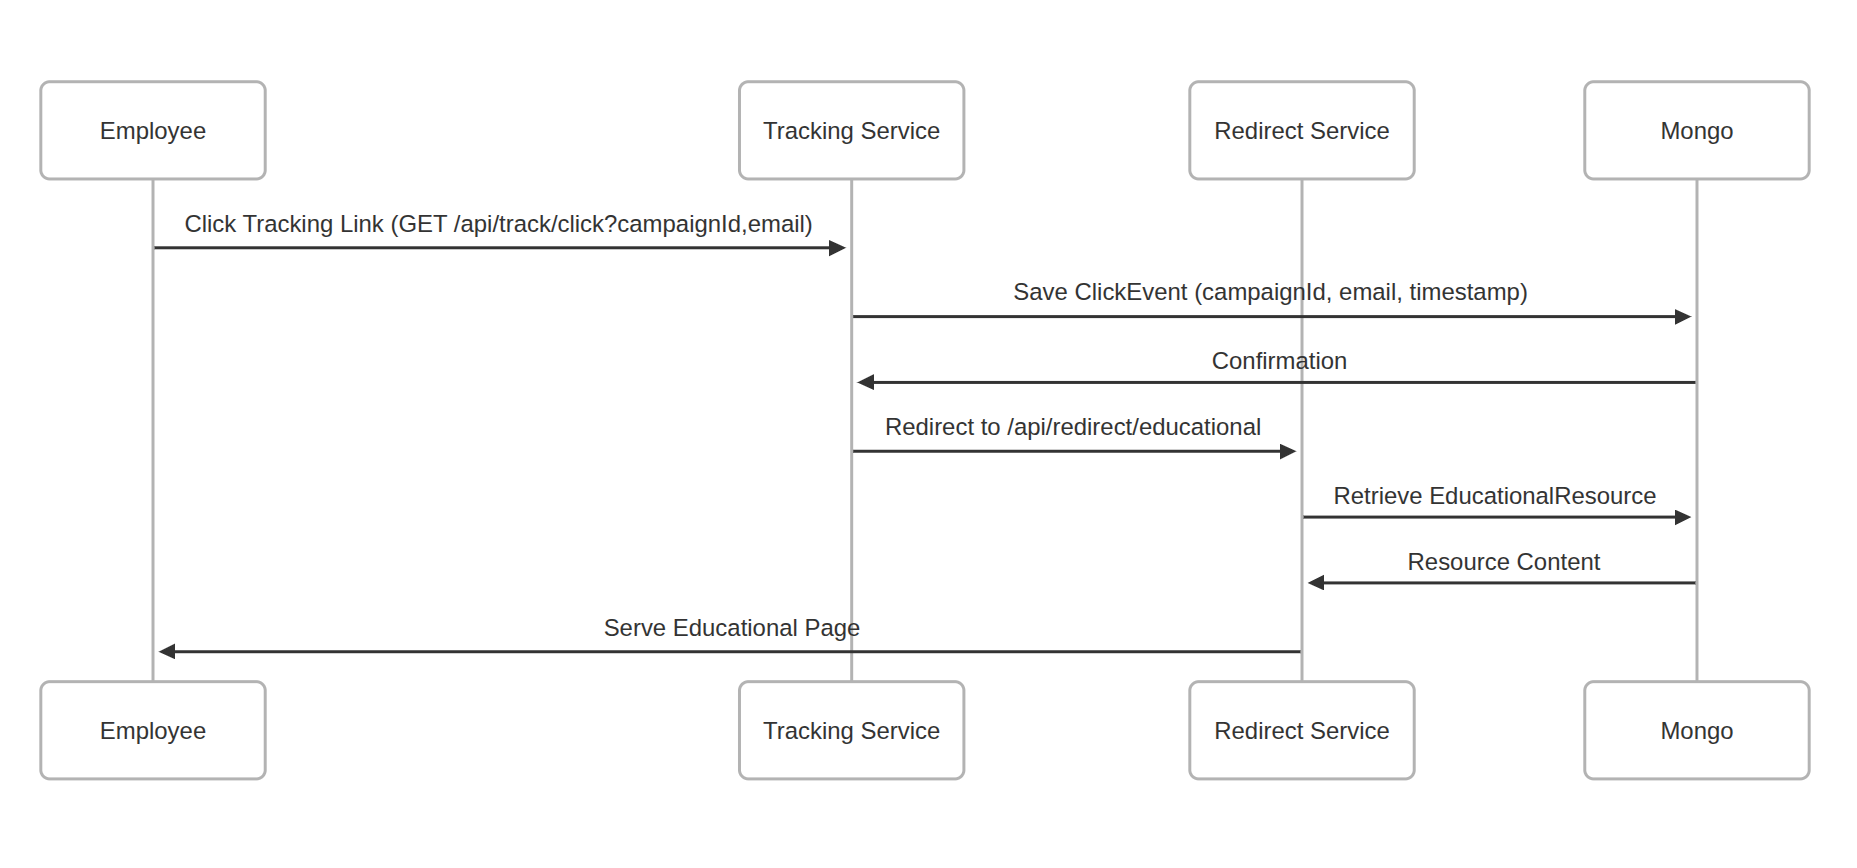 Employee
Tracking Service
Redirect Service
Mongo
Click Tracking Link (GET /api/track/click?campaignId,email)
Save ClickEvent (campaignId, email, timestamp)
Confirmation
Redirect to /api/redirect/educational
Retrieve EducationalResource
Resource Content
Serve Educational Page
Employee
Tracking Service
Redirect Service
Mongo